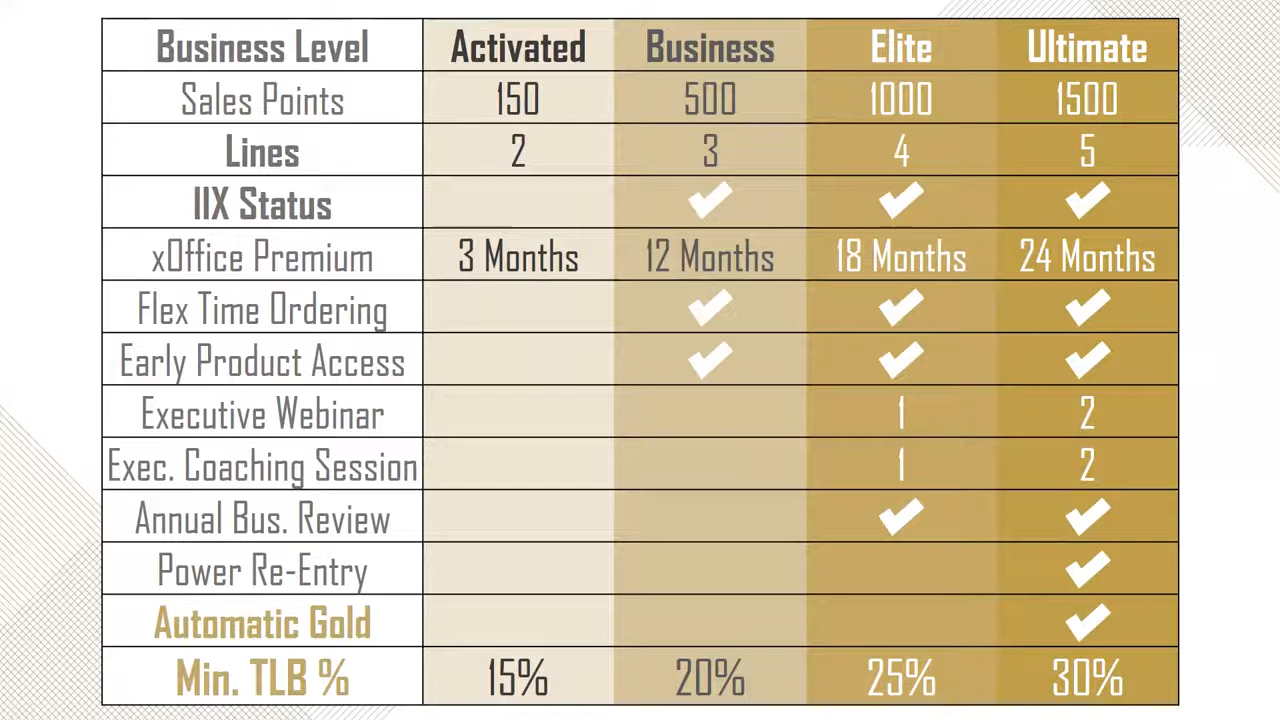 Business Level Activated Business Elite Ultimate
Sales Points 150 500 1000 1500
Lines 2 3 4 5
IIX Status
xOffice Premium 3 Months 12 Months 18 Months 24 Months
Flex Time Ordering
Early Product Access
Executive Webinar 1 2
Exec. Coaching Session 1 2
Annual Bus. Review
Power Re-Entry
Automatic Gold
Min. TLB % 15% 20% 25% 30%